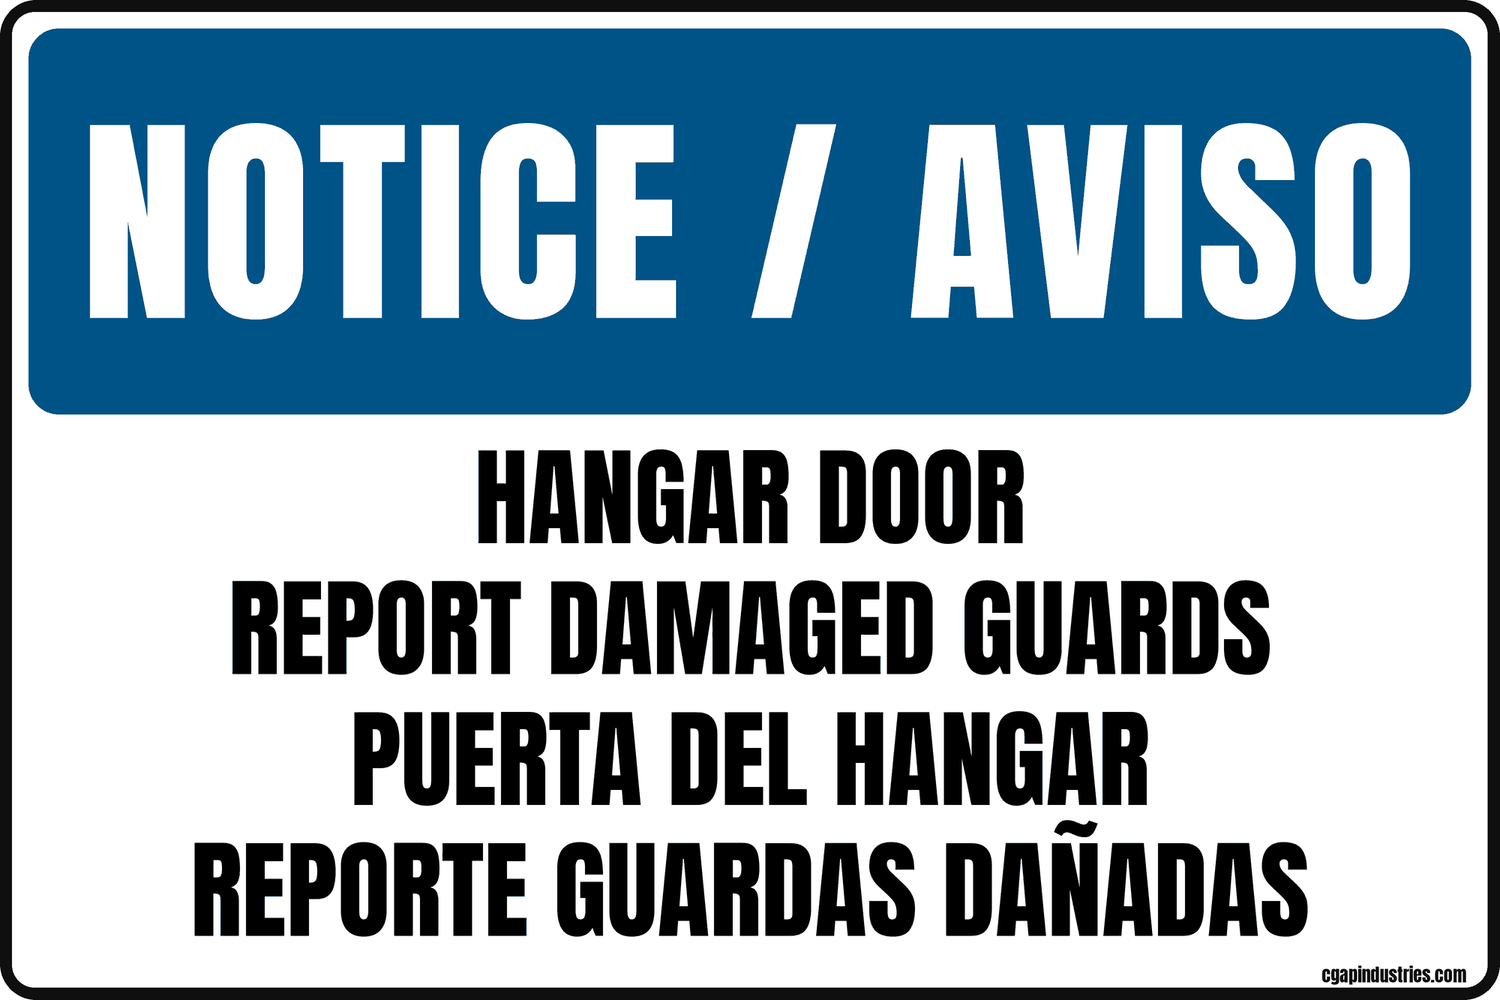 NOTICE / AVISO
HANGAR DOOR
REPORT DAMAGED GUARDS
PUERTA DEL HANGAR
REPORTE GUARDAS DAÑADAS
cgapindustries.com